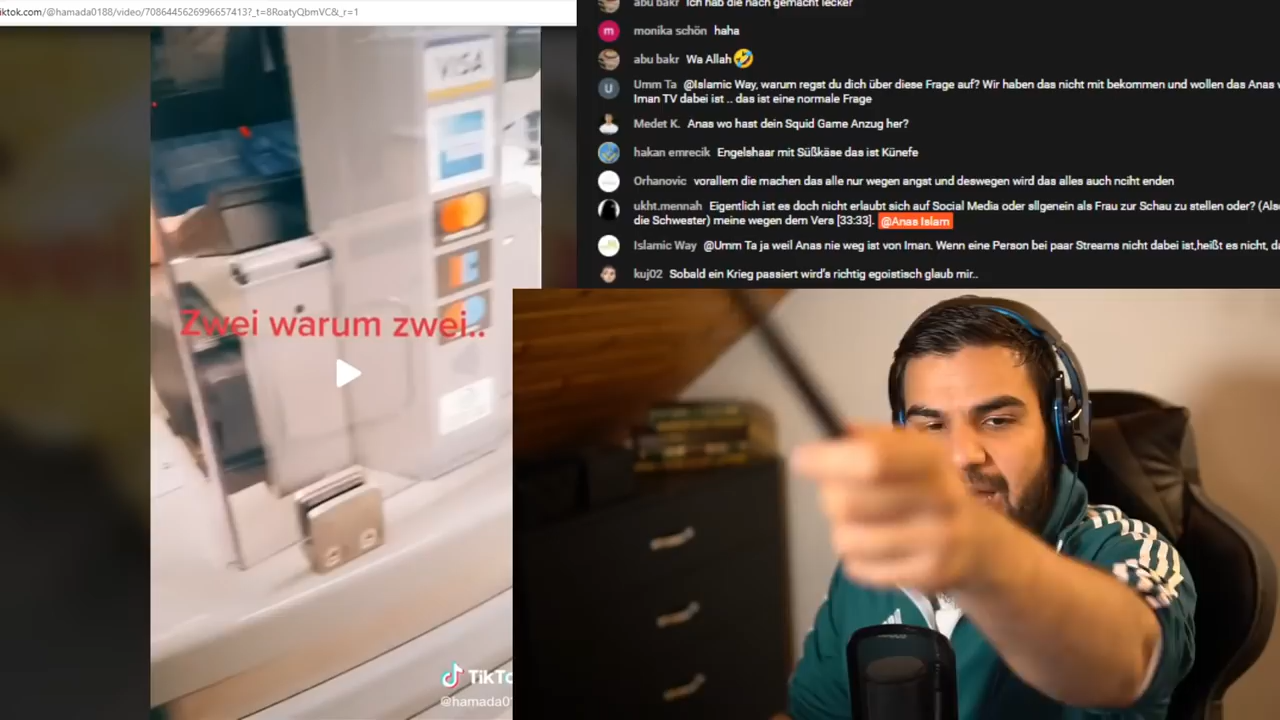 iktok.com/@hamada0188/video/7086445626996657413?_t=8RoatyQbmVC&_r=1
VISA
Zwei warum zwei..
@hamada0
abu bakr Ich hab die nach gemacht lecker
m monika schön haha
abu bakr Wa Allah 🤣
U Umm Ta @Islamic Way, warum regst du dich über diese Frage auf? Wir haben das nicht mit bekommen und wollen das Anas
Iman TV dabei ist .. das ist eine normale Frage
Medet K. Anas wo hast dein Squid Game Anzug her?
hakan emrecik Engelshaar mit Süßkäse das ist Künefe
Orhanovic vorallem die machen das alle nur wegen angst und deswegen wird das alles auch nciht enden
ukht.mennah Eigentlich ist es doch nicht erlaubt sich auf Social Media oder sllgenein als Frau zur Schau zu stellen oder? (Also
die Schwester) meine wegen dem Vers [33:33]. @Anas Islam
Islamic Way @Umm Ta ja weil Anas nie weg ist von Iman. Wenn eine Person bei paar Streams nicht dabei ist,heißt es nicht,
kuj02 Sobald ein Krieg passiert wird's richtig egoistisch glaub mir..